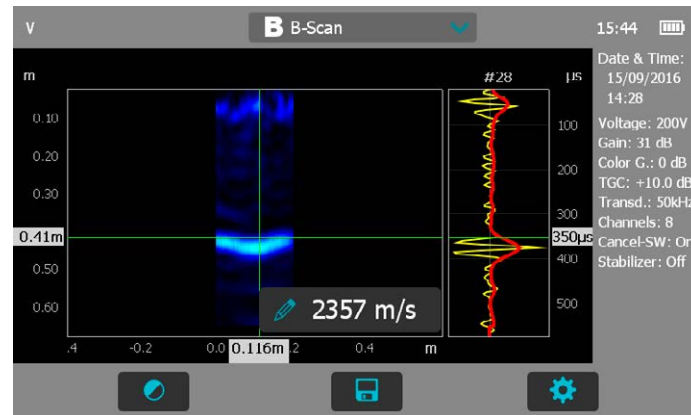 V
B B-Scan
15:44
m
#28
µs
0.10
0.20
0.30
0.41m
0.50
0.60
100
200
300
350µs
400
500
2357 m/s
.4 -0.2 0.0 0.116m .2 0.4 m
Date & Time:
15/09/2016
14:28
Voltage: 200V
Gain: 31 dB
Color G.: 0 dB
TGC: +10.0 dB
Transd.: 50kHz
Channels: 8
Cancel-SW: On
Stabilizer: Off